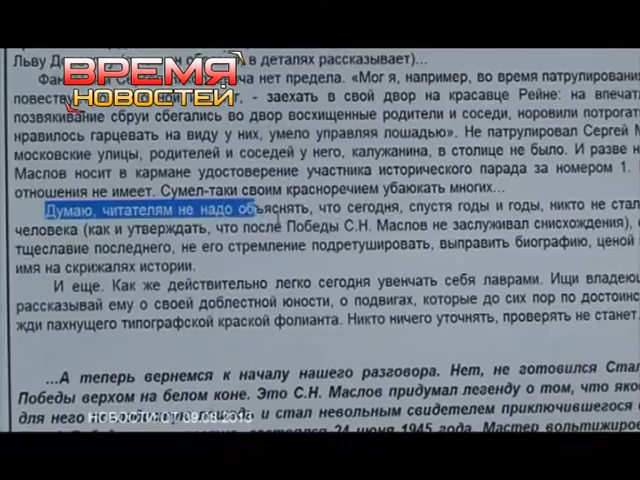 Льву До в деталях рассказывает)...
ВРЕМЯ
НОВОСТЕЙ
Фан нет предела. «Мог я, например, во время патрулирования
повеств - заехать в свой двор на красавце Рейне: на впечат
позвякивание сбруи сбегались во двор восхищенные родители и соседи, норовили потрогат
нравилось гарцевать на виду у них, умело управляя лошадью». Не патрулировал Сергей М
московские улицы, родителей и соседей у него, калужанина, в столице не было. И разве н
Маслов носит в кармане удостоверение участника исторического парада за номером 1.
отношения не имеет. Сумел-таки своим красноречием убаюкать многих...
Думаю, читателям не надо объяснять, что сегодня, спустя годы и годы, никто не стал
человека (как и утверждать, что после Победы С.Н. Маслов не заслуживал снисхождения),
тщеславие последнего, не его стремление подретушировать, выправить биографию, ценой
имя на скрижалях истории.
И еще. Как же действительно легко сегодня увенчать себя лаврами. Ищи владеющ
рассказывай ему о своей доблестной юности, о подвигах, которые до сих пор по достоинс
жди пахнущего типографской краской фолианта. Никто ничего уточнять, проверять не станет.
...А теперь вернемся к началу нашего разговора. Нет, не готовился Стал
Победы верхом на белом коне. Это С.Н. Маслов придумал легенду о том, что яко
для него и стал невольным свидетелем приключившегося
24 июня 1945 года. Мастер вольтижиров